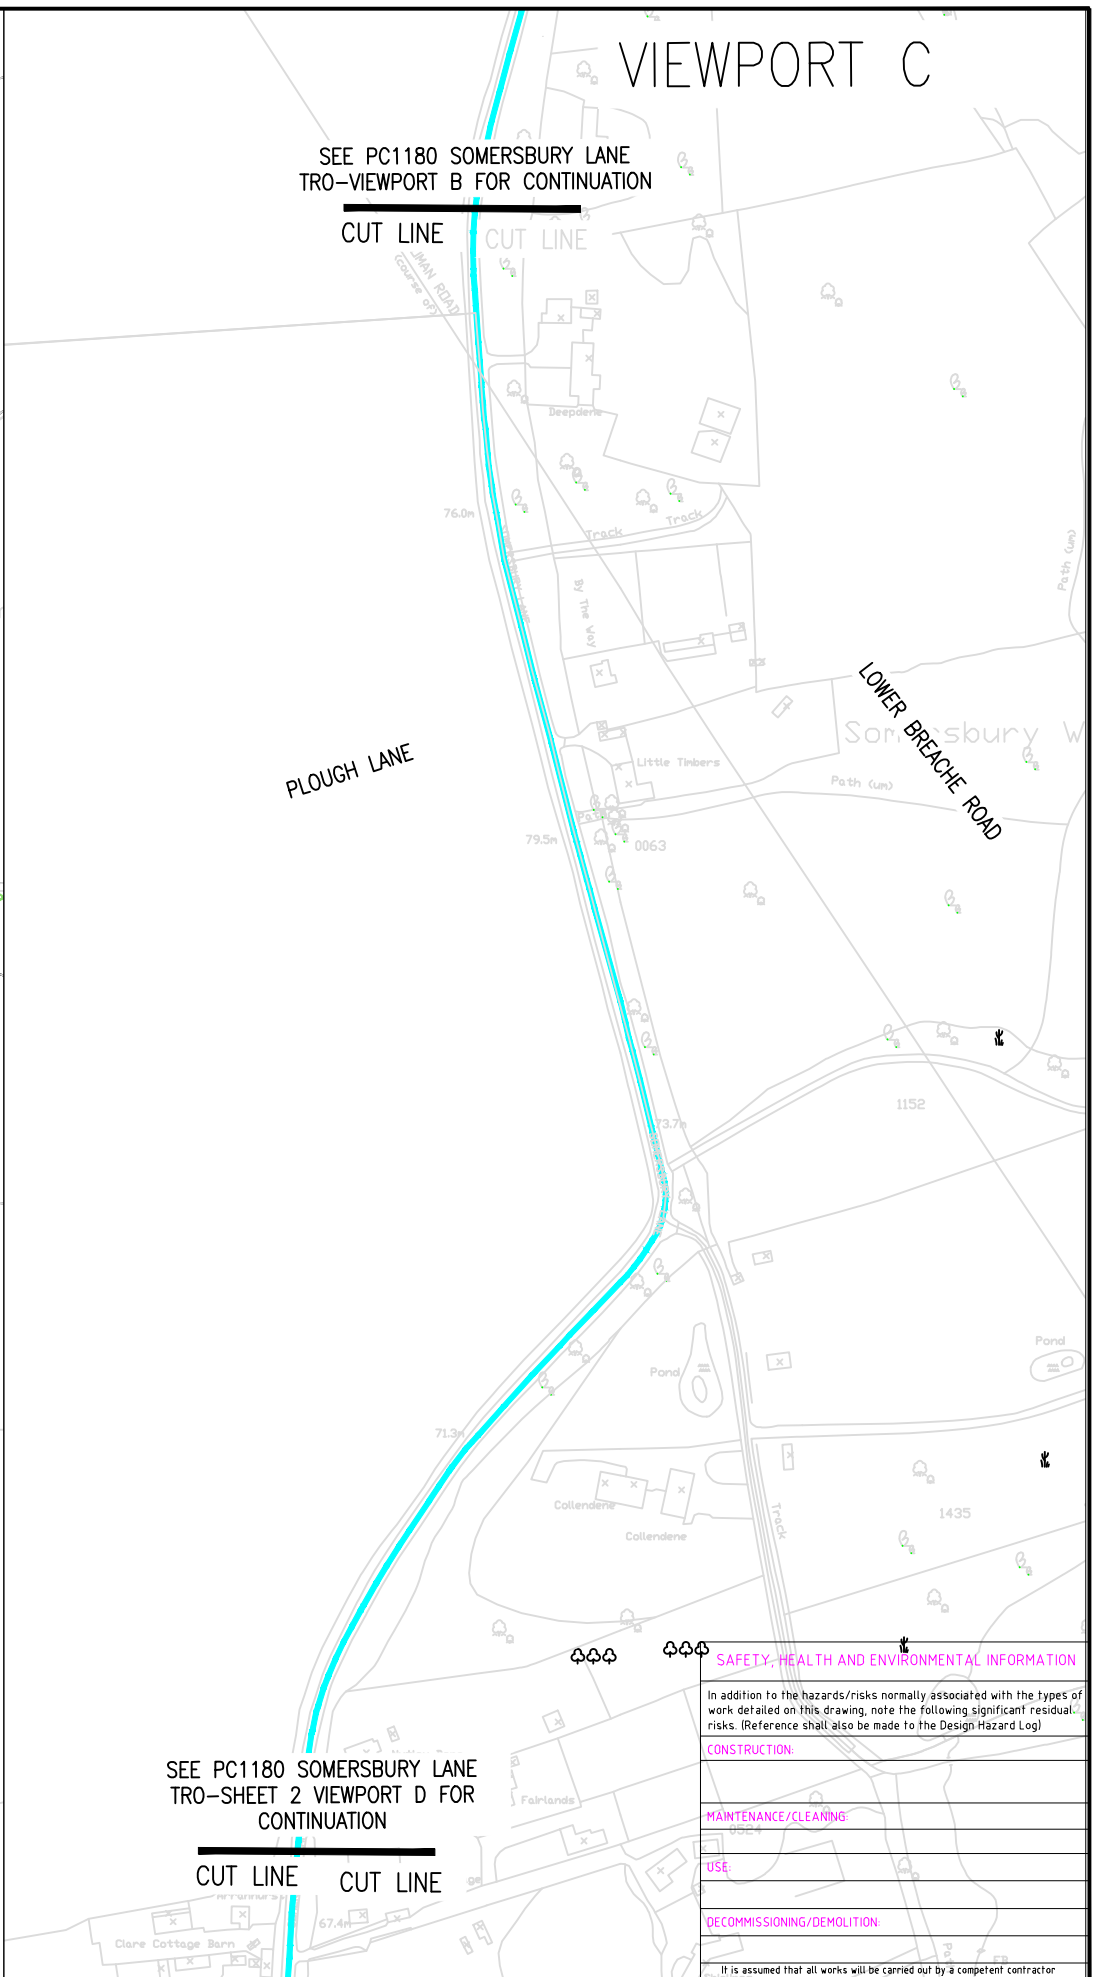 VIEWPORT C
SEE PC1180 SOMERSBURY LANE
TRO-VIEWPORT B FOR CONTINUATION
CUT LINE
CUT LINE
(course of)
Deepdene
76.0m
Track
Track
SOMERSBURY LANE
By The Way
Path (um)
LOWER BREACHE ROAD
PLOUGH LANE
Little Timbers
Path (um)
79.5m
0063
1152
73.7m
Pond
Pond
71.3m
Collendene
Collendene
Track
1435
SAFETY, HEALTH AND ENVIRONMENTAL INFORMATION
In addition to the hazards/risks normally associated with the types of
work detailed on this drawing, note the following significant residual
risks. (Reference shall also be made to the Design Hazard Log)
CONSTRUCTION:
MAINTENANCE/CLEANING:
0524
USE:
DECOMMISSIONING/DEMOLITION:
It is assumed that all works will be carried out by a competent contractor
SEE PC1180 SOMERSBURY LANE
TRO-SHEET 2 VIEWPORT D FOR
CONTINUATION
Fairlands
CUT LINE
CUT LINE
67.4m
Clare Cottage Barn